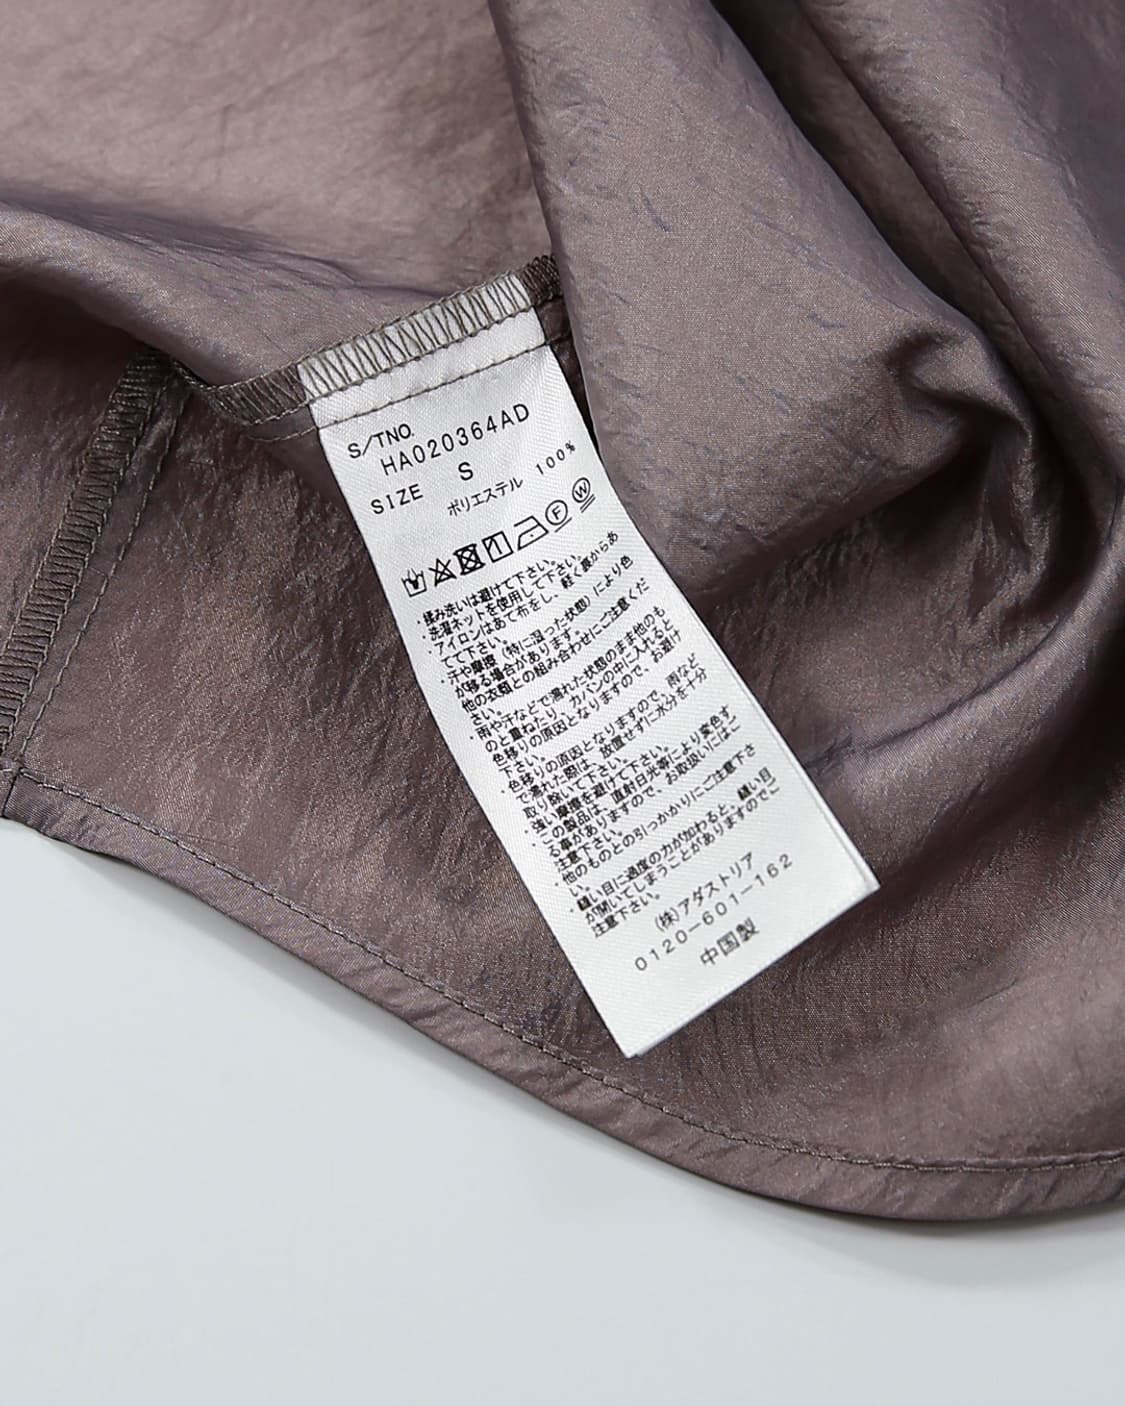 S/TNO.
HA020364AD
SIZE S
ポリエステル 100%
F W
・揉み洗いは避けて下さい。
・洗濯ネットを使用して下さい。
・アイロンはあて布をし、軽く裏からあ
てて下さい。
・汗や摩擦（特に湿った状態）により色
が移る場合があります。
他の衣類との組み合わせにご注意くだ
さい。
・雨や汗などで濡れた状態のまま他のも
のと重ねたり、カバンの中に入れると
色移りの原因となりますので、お避け
下さい。
・色移りの原因となりますので、雨など
で濡れた際は、放置せずに水分を十分
取り除いて下さい。
・強い摩擦を避けて下さい。
・この製品は、直射日光等により変色す
る事がありますので、お取扱いにはご
注意下さい。
・他のものとの引っかかりにご注意下さ
い。
・縫い目に過度の力が加わると、縫い目
が開いてしまうことがありますのでご
注意下さい。
(株)アダストリア
0120-601-162
中国製